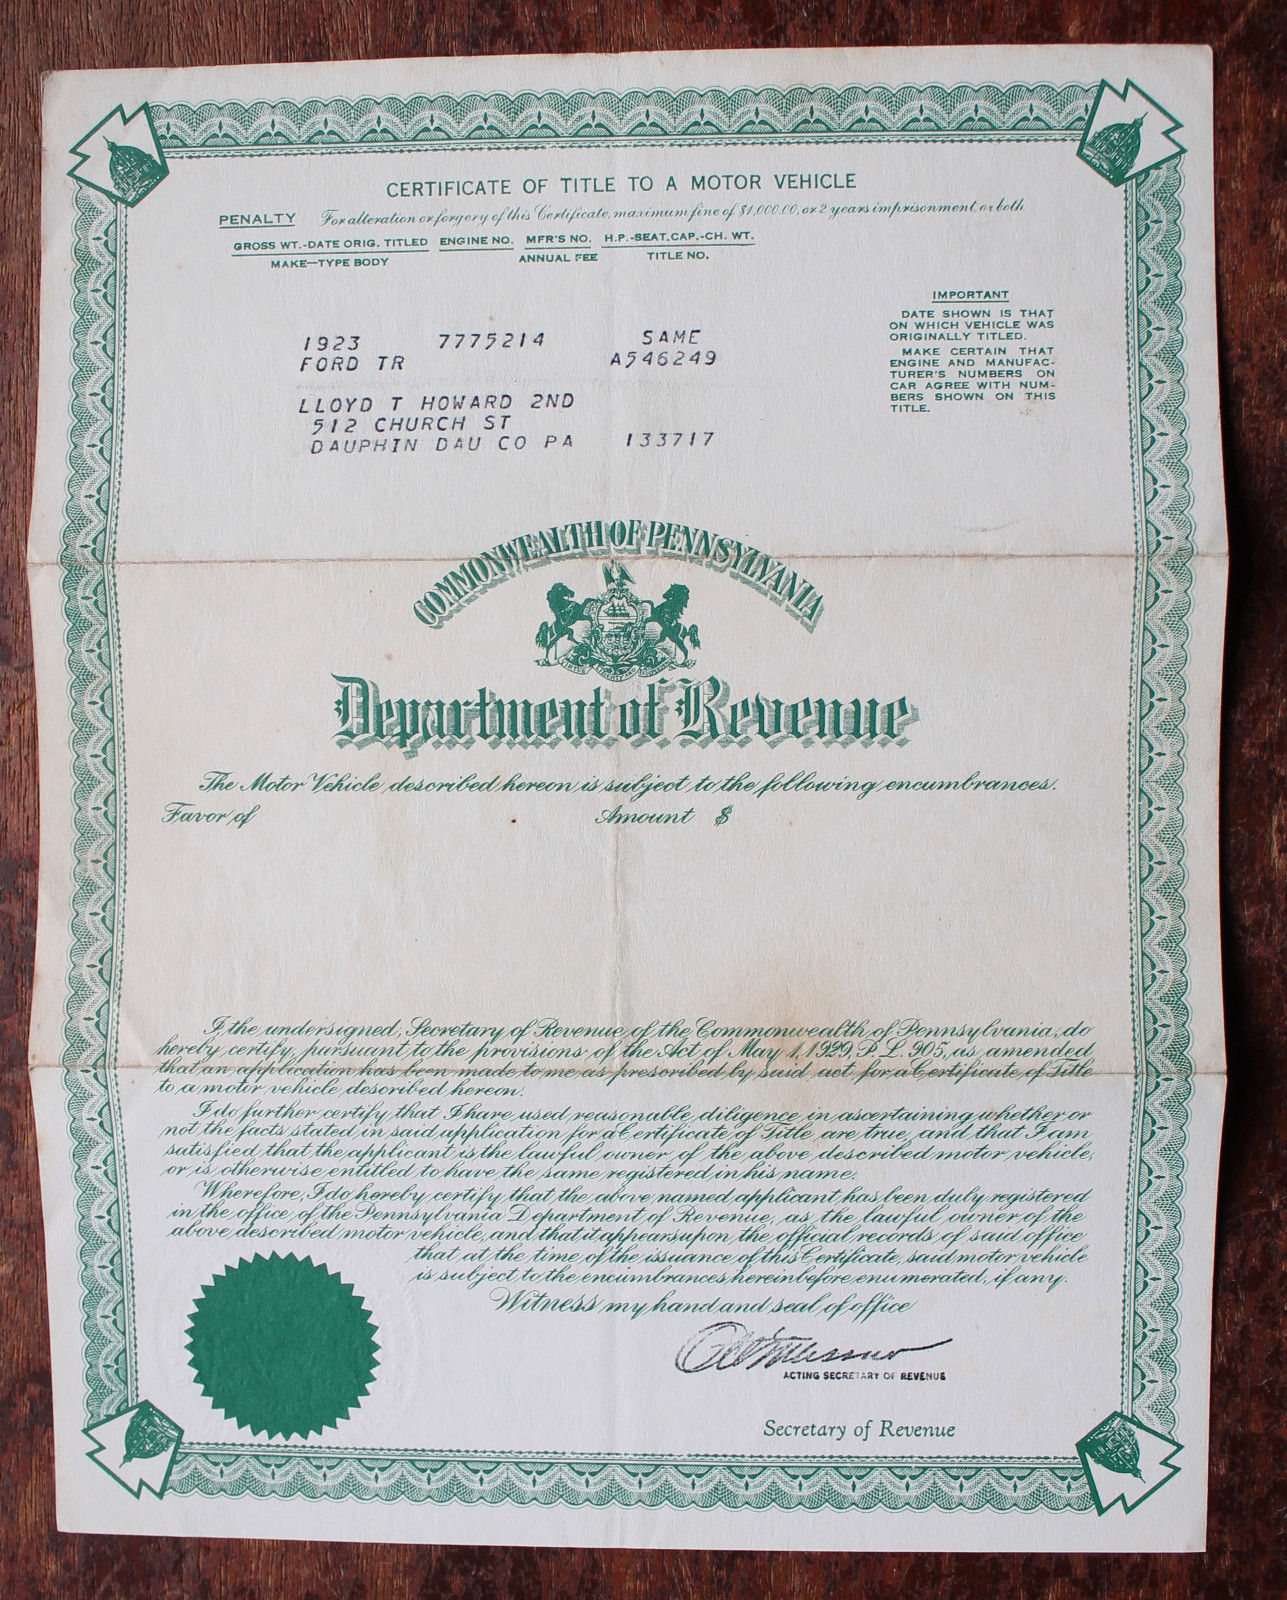 CERTIFICATE OF TITLE TO A MOTOR VEHICLE
PENALTY For alteration or forgery of this Certificate, maximum fine of $1,000.00, or 2 years imprisonment, or both
GROSS WT.-DATE ORIG. TITLED ENGINE NO. MFR'S NO. H.P.-SEAT.CAP.-CH. WT.
MAKE—TYPE BODY ANNUAL FEE TITLE NO.
IMPORTANT
DATE SHOWN IS THAT
ON WHICH VEHICLE WAS
ORIGINALLY TITLED.
MAKE CERTAIN THAT
ENGINE AND MANUFAC-
TURER'S NUMBERS ON
CAR AGREE WITH NUM-
BERS SHOWN ON THIS
TITLE.
1923 7775214 SAME
FORD TR A546249
LLOYD T HOWARD 2ND
512 CHURCH ST
DAUPHIN DAU CO PA 133717
COMMONWEALTH OF PENNSYLVANIA
Department of Revenue
The Motor Vehicle described hereon is subject to the following encumbrances.
Favor of Amount $
I, the undersigned, Secretary of Revenue of the Commonwealth of Pennsylvania, do
hereby certify, pursuant to the provisions of the Act of May 1, 1929, P. L. 905, as amended
that an application has been made to me as prescribed by said act for a Certificate of Title
to a motor vehicle described hereon.
I do further certify that I have used reasonable diligence in ascertaining whether or
not the facts stated in said application for a Certificate of Title are true, and that I am
satisfied that the applicant is the lawful owner of the above described motor vehicle,
or is otherwise entitled to have the same registered in his name.
Wherefore, I do hereby certify that the above named applicant has been duly registered
in the office of the Pennsylvania Department of Revenue, as the lawful owner of the
above described motor vehicle, and that it appears upon the official records of said office
that at the time of the issuance of this Certificate, said motor vehicle
is subject to the encumbrances hereinbefore enumerated, if any.
Witness my hand and seal of office
ACTING SECRETARY OF REVENUE
Secretary of Revenue